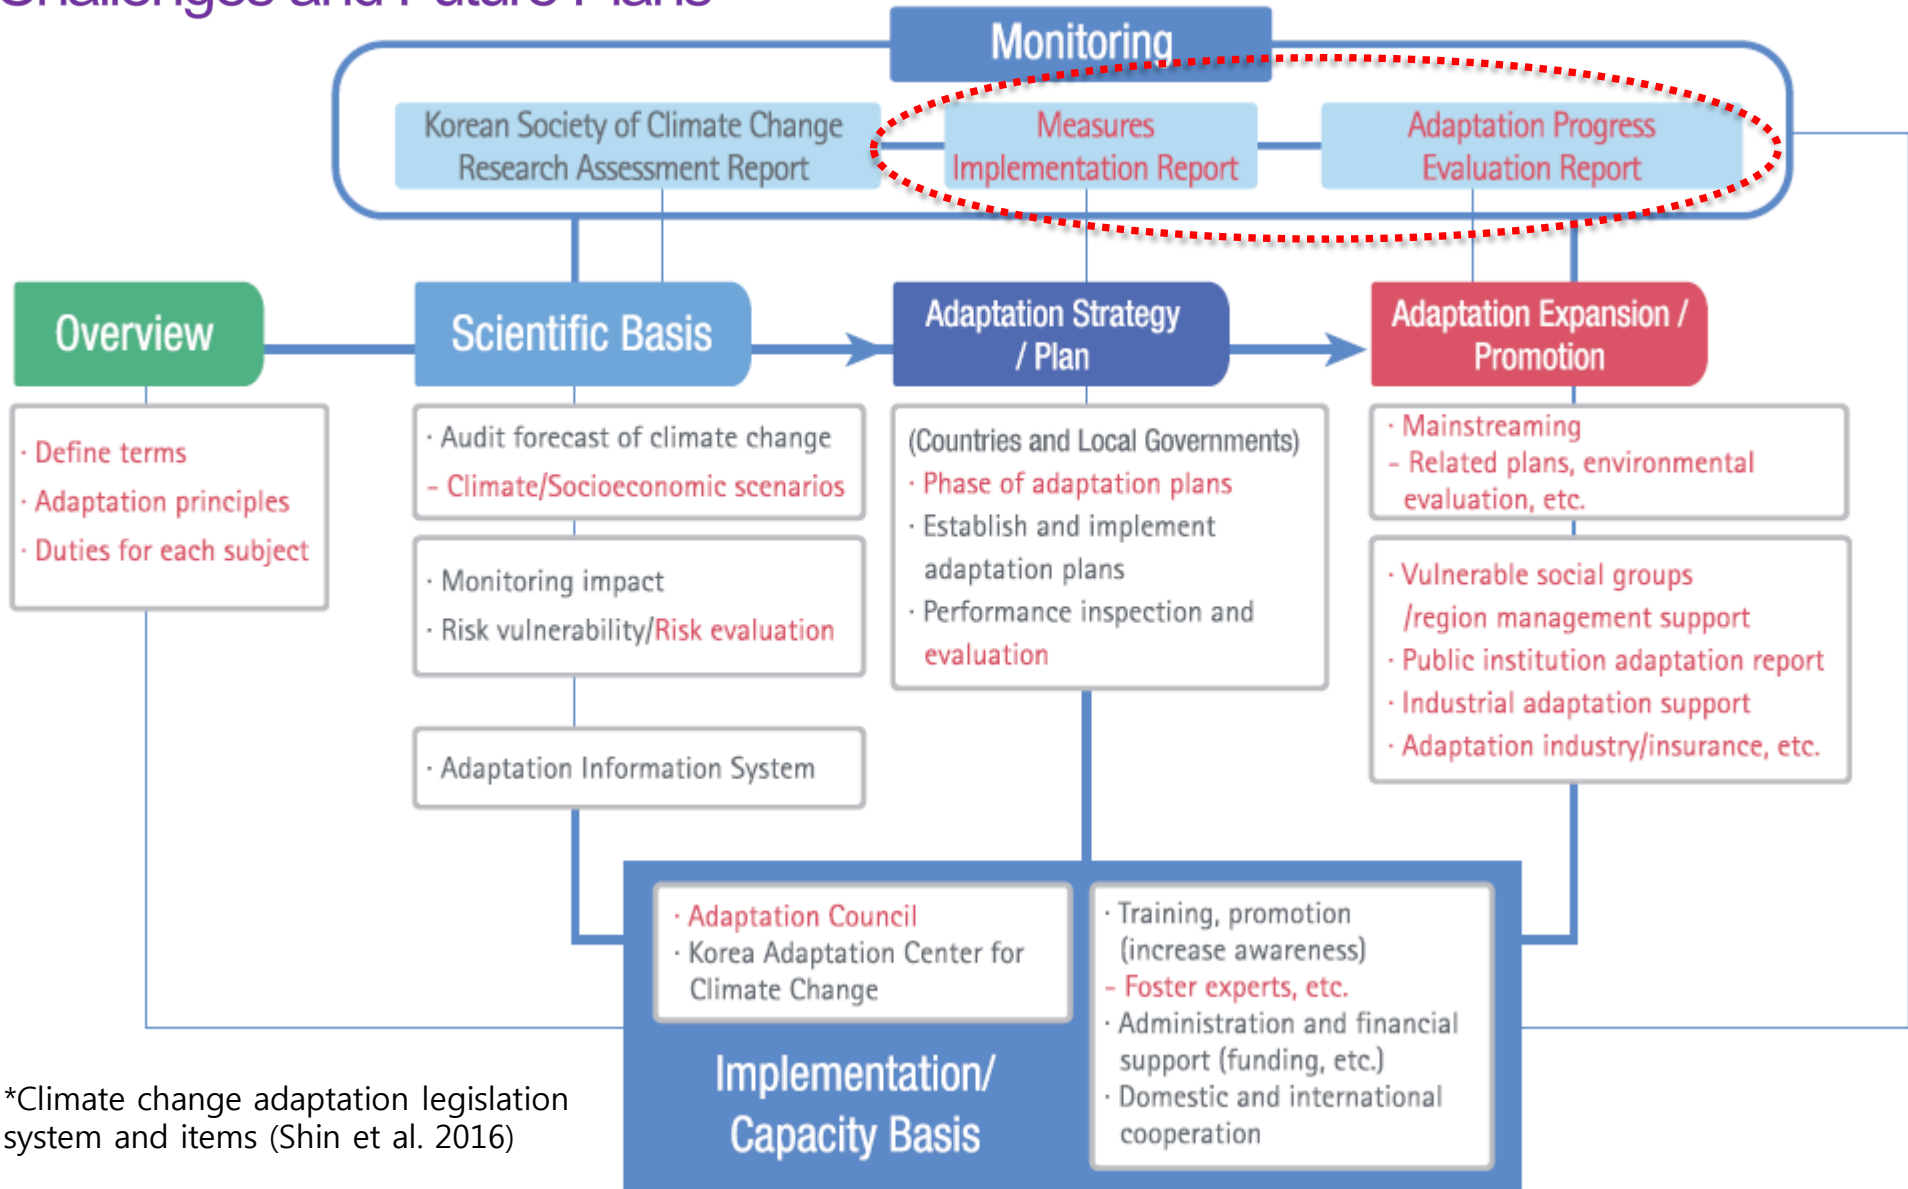 Challenges and Future Plans
Monitoring
Korean Society of Climate Change
Research Assessment Report
Measures
Implementation Report
Adaptation Progress
Evaluation Report
Overview
· Define terms
· Adaptation principles
· Duties for each subject
Scientific Basis
· Audit forecast of climate change
- Climate/Socioeconomic scenarios
· Monitoring impact
· Risk vulnerability/Risk evaluation
· Adaptation Information System
Adaptation Strategy
/ Plan
(Countries and Local Governments)
· Phase of adaptation plans
· Establish and implement
adaptation plans
· Performance inspection and
evaluation
Adaptation Expansion /
Promotion
· Mainstreaming
- Related plans, environmental
evaluation, etc.
· Vulnerable social groups
/region management support
· Public institution adaptation report
· Industrial adaptation support
· Adaptation industry/insurance, etc.
· Adaptation Council
· Korea Adaptation Center for
Climate Change
Implementation/
Capacity Basis
· Training, promotion
(increase awareness)
- Foster experts, etc.
· Administration and financial
support (funding, etc.)
· Domestic and international
cooperation
*Climate change adaptation legislation
system and items (Shin et al. 2016)